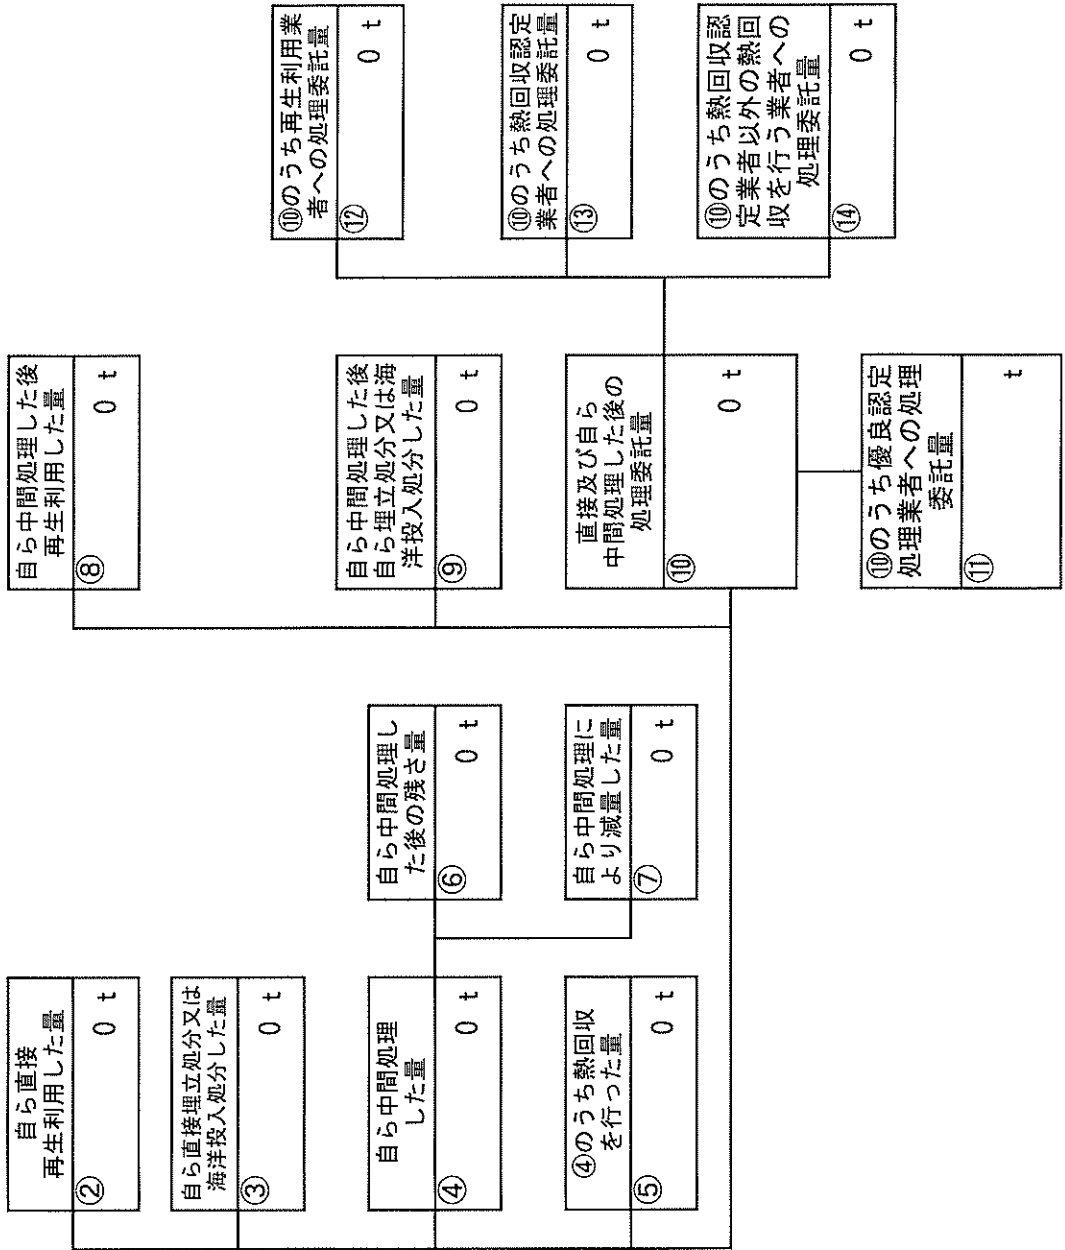 自ら直接
再生利用した量
②
0 t
自ら直接埋立処分又は
海洋投入処分した量
③
0 t
自ら中間処理
した量
④
0 t
④のうち熱回収
を行った量
⑤
0 t
自ら中間処理し
た後の残さ量
⑥
0 t
自ら中間処理に
より減量した量
⑦
0 t
自ら中間処理した後
再生利用した量
⑧
0 t
自ら中間処理した後
自ら埋立処分又は海
洋投入処分した量
⑨
0 t
直接及び自ら
中間処理した後の
処理委託量
⑩
0 t
⑩のうち優良認定
処理業者への処理
委託量
⑪
t
⑩のうち再生利用業
者への処理委託量
⑫
0 t
⑩のうち熱回収認定
業者への処理委託量
⑬
0 t
⑩のうち熱回収認
定業者以外の熱回
収を行う業者への
処理委託量
⑭
0 t